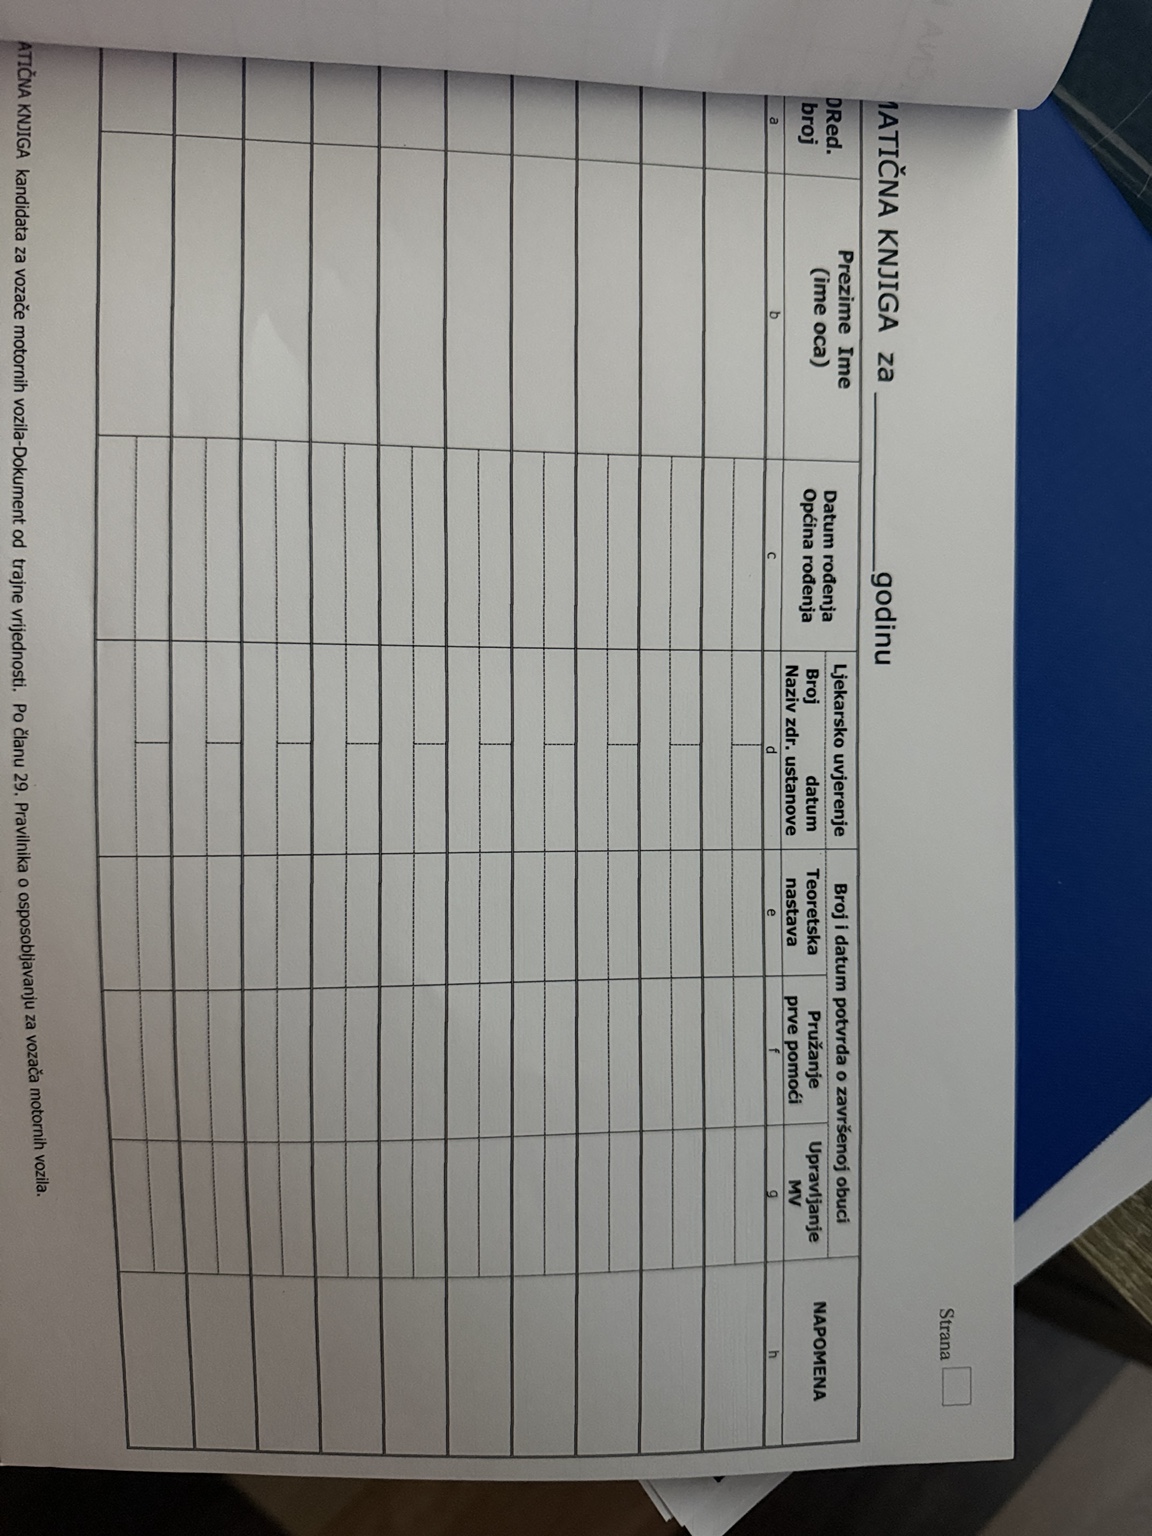 Strana
MATIČNA KNJIGA za ____________godinu
Red.
broj
Prezime Ime
(ime oca)
Datum rođenja
Općina rođenja
Ljekarsko uvjerenje
Broj datum
Naziv zdr. ustanove
Broj i datum potvrda o završenoj obuci
Teoretska
nastava
Pružanje
prve pomoći
Upravljanje
MV
NAPOMENA
a b c d e f g h
MATIČNA KNJIGA kandidata za vozače motornih vozila-Dokument od trajne vrijednosti. Po članu 29. Pravilnika o osposobljavanju za vozača motornih vozila.